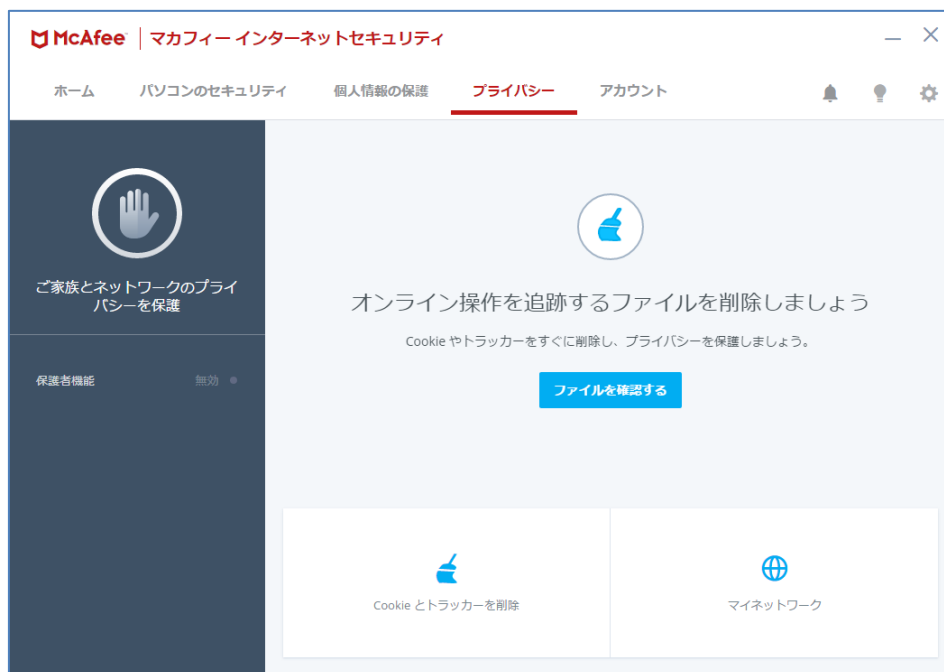 McAfee | マカフィー インターネットセキュリティ
ホーム パソコンのセキュリティ 個人情報の保護 プライバシー アカウント
ご家族とネットワークのプライ
バシーを保護
保護者機能 無効
オンライン操作を追跡するファイルを削除しましょう
Cookie やトラッカーをすぐに削除し、プライバシーを保護しましょう。
ファイルを確認する
Cookie とトラッカーを削除
マイネットワーク